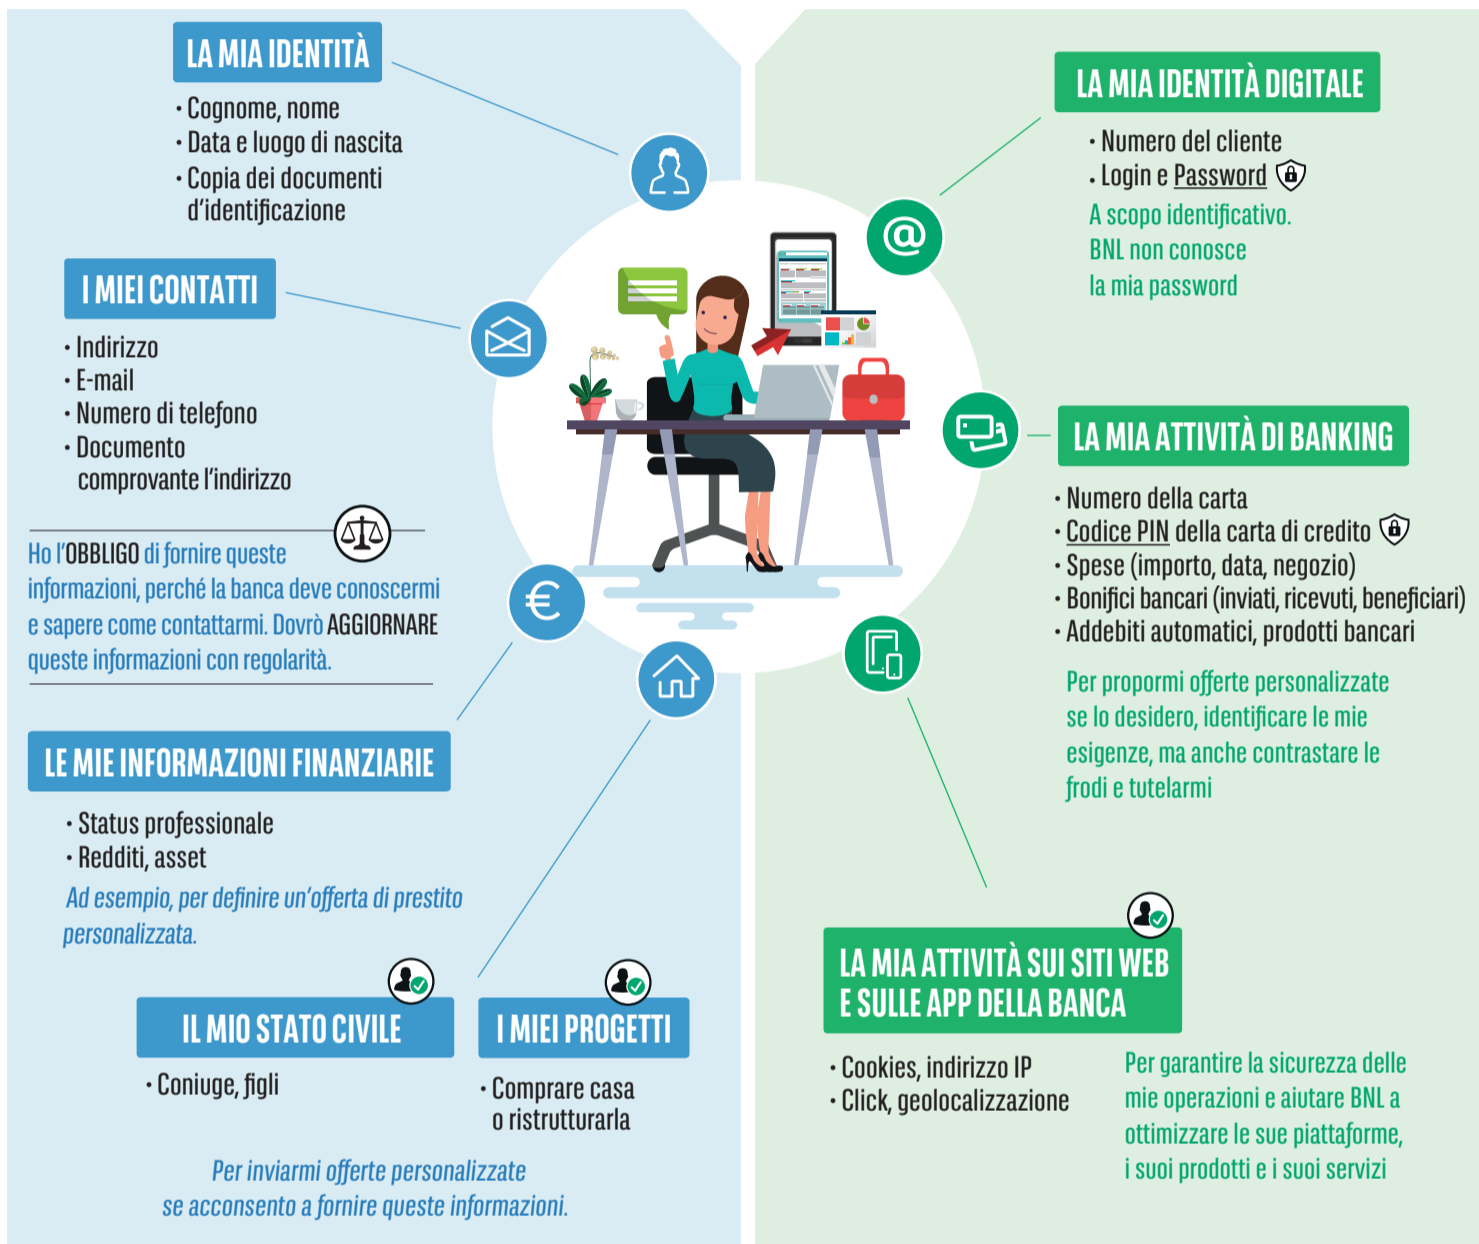 LA MIA IDENTITÀ
· Cognome, nome
· Data e luogo di nascita
· Copia dei documenti
d’identificazione
I MIEI CONTATTI
· Indirizzo
· E-mail
· Numero di telefono
· Documento
comprovante l’indirizzo
Ho l’OBBLIGO di fornire queste
informazioni, perché la banca deve conoscermi
e sapere come contattarmi. Dovrò AGGIORNARE
queste informazioni con regolarità.
€
LE MIE INFORMAZIONI FINANZIARIE
· Status professionale
· Redditi, asset
Ad esempio, per definire un’offerta di prestito
personalizzata.
IL MIO STATO CIVILE
· Coniuge, figli
I MIEI PROGETTI
· Comprare casa
o ristrutturarla
Per inviarmi offerte personalizzate
se acconsento a fornire queste informazioni.
LA MIA IDENTITÀ DIGITALE
· Numero del cliente
· Login e Password
A scopo identificativo.
BNL non conosce
la mia password
@
LA MIA ATTIVITÀ DI BANKING
· Numero della carta
· Codice PIN della carta di credito
· Spese (importo, data, negozio)
· Bonifici bancari (inviati, ricevuti, beneficiari)
· Addebiti automatici, prodotti bancari
Per propormi offerte personalizzate
se lo desidero, identificare le mie
esigenze, ma anche contrastare le
frodi e tutelarmi
LA MIA ATTIVITÀ SUI SITI WEB
E SULLE APP DELLA BANCA
· Cookies, indirizzo IP
· Click, geolocalizzazione
Per garantire la sicurezza delle
mie operazioni e aiutare BNL a
ottimizzare le sue piattaforme,
i suoi prodotti e i suoi servizi